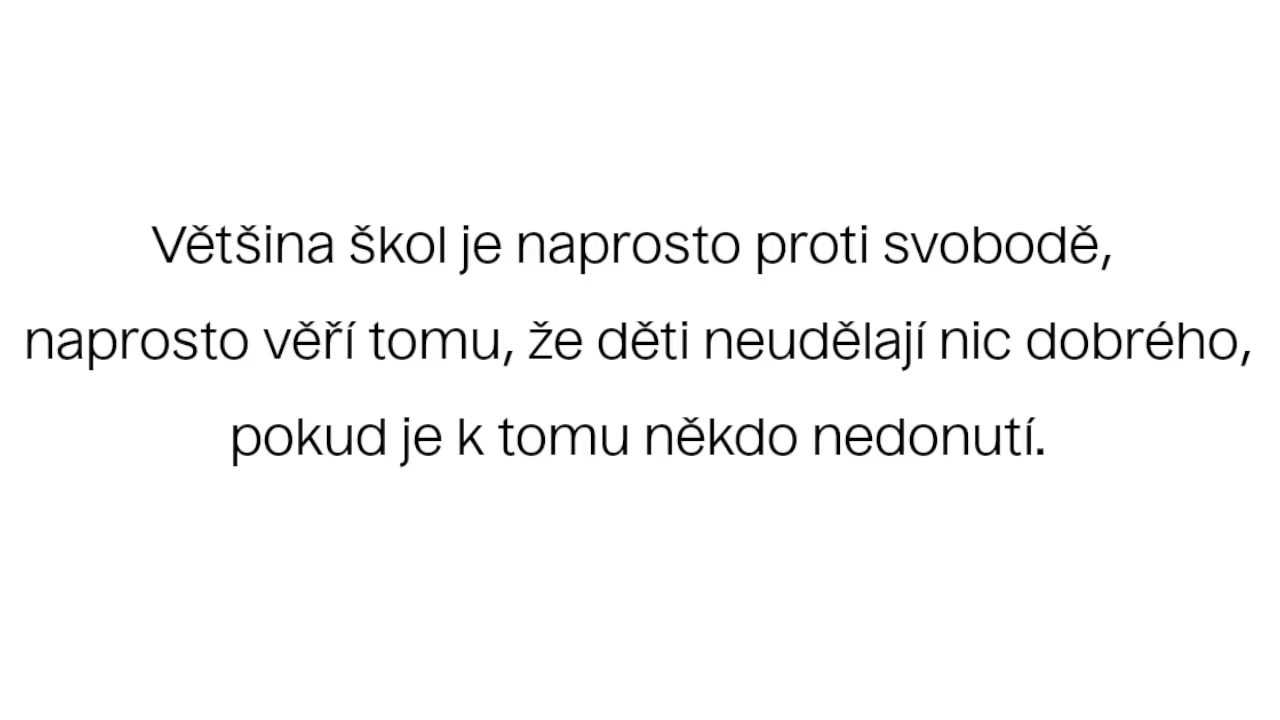 Většina škol je naprosto proti svobodě,
naprosto věří tomu, že děti neudělají nic dobrého,
pokud je k tomu někdo nedonutí.